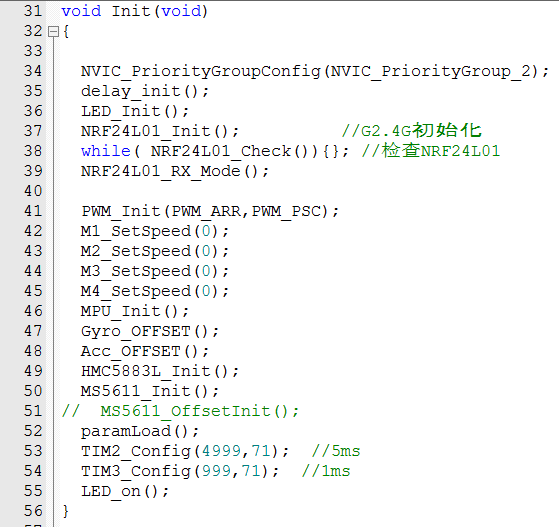 31 void Init(void)
32 {
33
34 NVIC_PriorityGroupConfig(NVIC_PriorityGroup_2);
35 delay_init();
36 LED_Init();
37 NRF24L01_Init(); //G2.4G初始化
38 while( NRF24L01_Check()){}; //检查NRF24L01
39 NRF24L01_RX_Mode();
40
41 PWM_Init(PWM_ARR,PWM_PSC);
42 M1_SetSpeed(0);
43 M2_SetSpeed(0);
44 M3_SetSpeed(0);
45 M4_SetSpeed(0);
46 MPU_Init();
47 Gyro_OFFSET();
48 Acc_OFFSET();
49 HMC5883L_Init();
50 MS5611_Init();
51 // MS5611_OffsetInit();
52 paramLoad();
53 TIM2_Config(4999,71); //5ms
54 TIM3_Config(999,71); //1ms
55 LED_on();
56 }